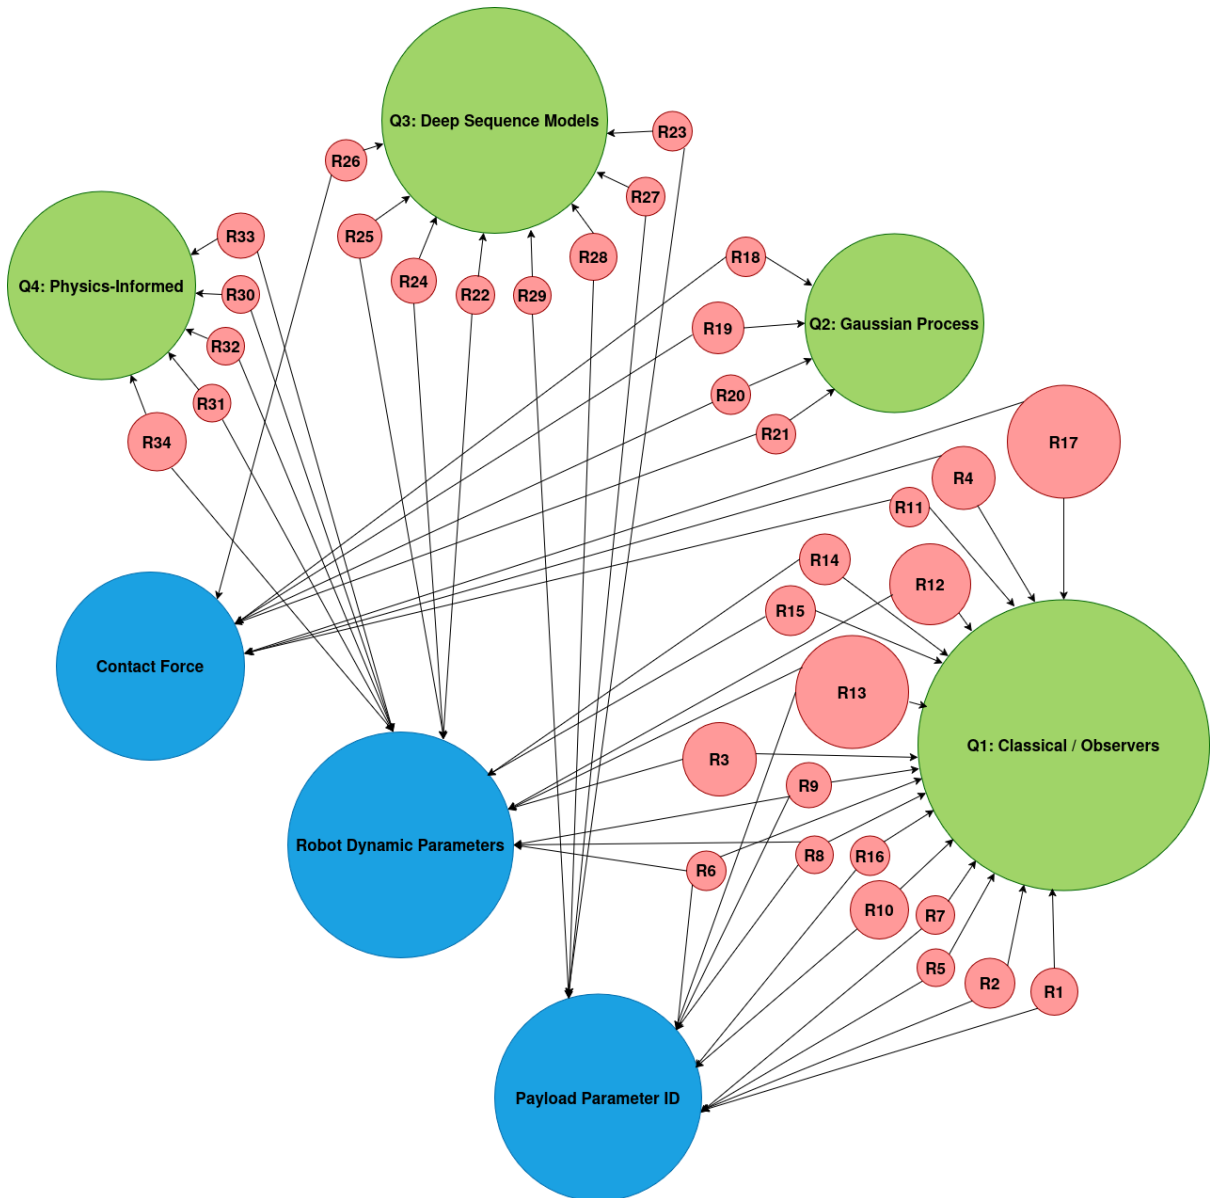 Q3: Deep Sequence Models
R23
R26
R27
R33
R25
R18
R28
R24
Q4: Physics-Informed
R30
R22
R29
R19
Q2: Gaussian Process
R32
R20
R31
R21
R34
R17
R4
R11
R14
R12
R15
Contact Force
R13
Q1: Classical / Observers
R3
R9
Robot Dynamic Parameters
R8
R16
R6
R10
R7
R5
R2
R1
Payload Parameter ID